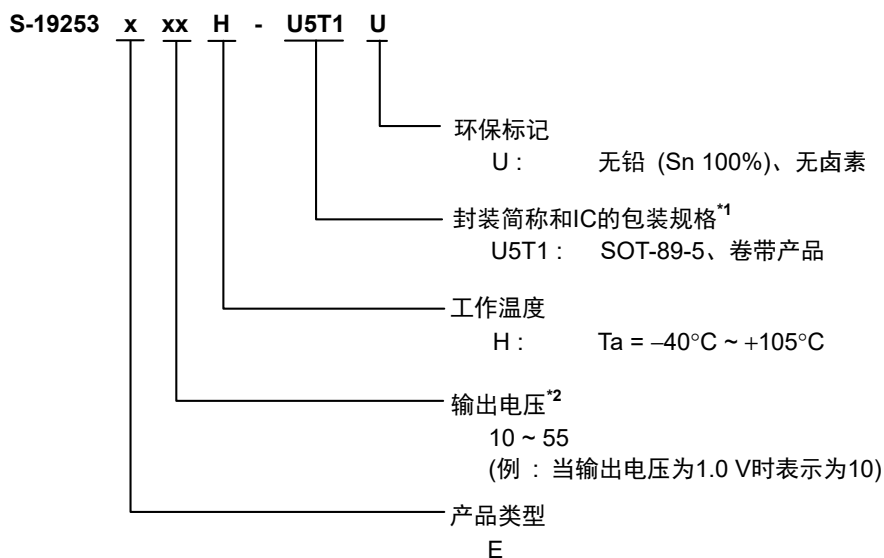 S-19253 x xx H - U5T1 U
环保标记
U : 无铅 (Sn 100%)、无卤素
封装简称和IC的包装规格*1
U5T1 : SOT-89-5、卷带产品
工作温度
H : Ta = −40°C ~ +105°C
输出电压*2
10 ~ 55
(例 : 当输出电压为1.0 V时表示为10)
产品类型
E